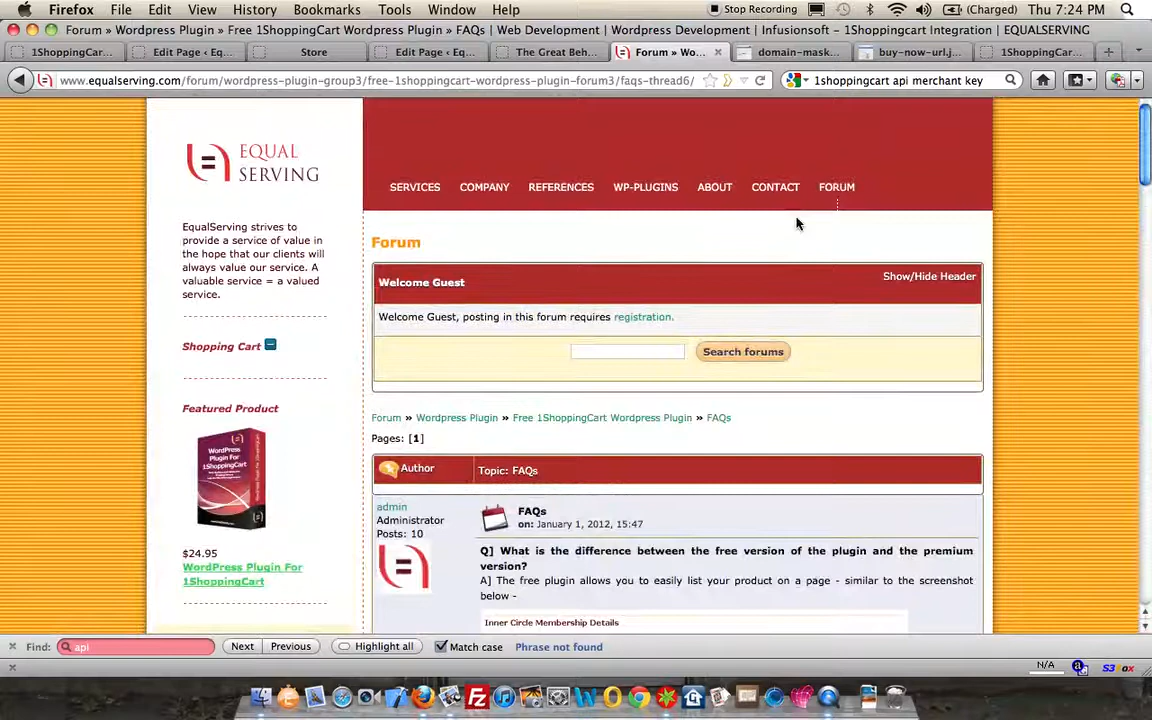 Firefox File Edit View History Bookmarks Tools Window Help Stop Recording (Charged) Thu 7:24 PM
Forum » Wordpress Plugin » Free 1ShoppingCart Wordpress Plugin » FAQs | Web Development | Infusionsoft - 1Shoppingcart Integration | EQUALSERVING
1ShoppingCar... Edit Page ‹ Eq... Store Edit Page ‹ Eq... The Great Beh... Forum » Wo... domain-mask... buy-now-url.j... 1ShoppingCar...
www.equalserving.com/forum/wordpress-plugin-group3/free-1shoppingcart-wordpress-plugin-forum3/faqs-thread6/ 1shoppingcart api merchant key
EQUAL
SERVING
SERVICES COMPANY REFERENCES WP-PLUGINS ABOUT CONTACT FORUM
EqualServing strives to
provide a service of value in
the hope that our clients will
always value our service. A
valuable service = a valued
service.
Shopping Cart
Featured Product
WordPress
Plugin For
1ShoppingCart
$24.95
WordPress Plugin For
1ShoppingCart
Forum
Welcome Guest Show/Hide Header
Welcome Guest, posting in this forum requires registration.
Search forums
Forum » Wordpress Plugin » Free 1ShoppingCart Wordpress Plugin » FAQs
Pages: [1]
Author Topic: FAQs
admin
Administrator
Posts: 10
FAQs
on: January 1, 2012, 15:47
Q] What is the difference between the free version of the plugin and the premium
version?
A] The free plugin allows you to easily list your product on a page - similar to the screenshot
below -
Inner Circle Membership Details
Find: api Next Previous Highlight all Match case Phrase not found
N/A S3 ox